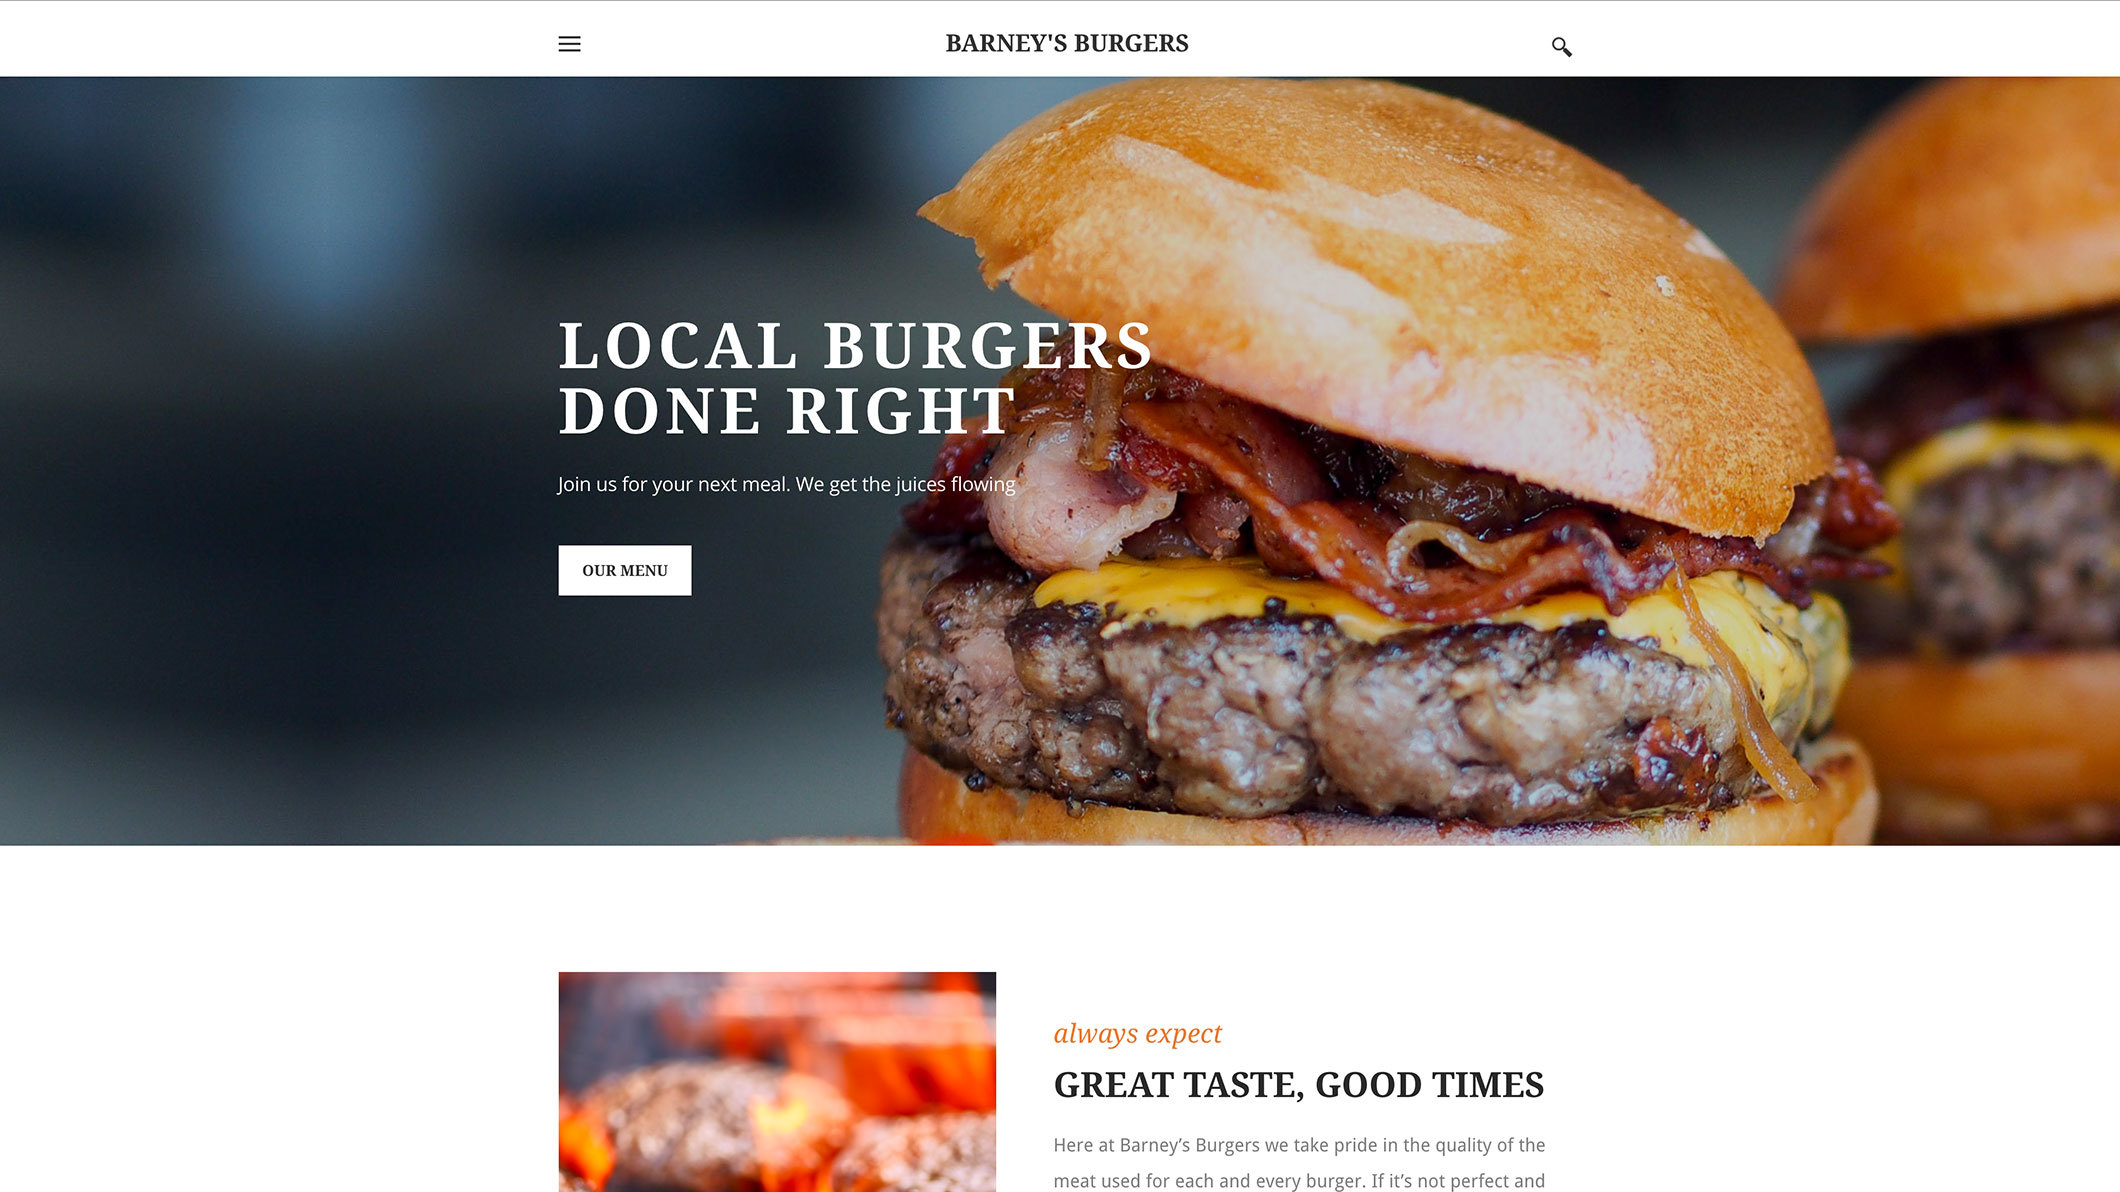 BARNEY'S BURGERS
LOCAL BURGERS
DONE RIGHT
Join us for your next meal. We get the juices flowing
OUR MENU
always expect
GREAT TASTE, GOOD TIMES
Here at Barney’s Burgers we take pride in the quality of the
meat used for each and every burger. If it’s not perfect and